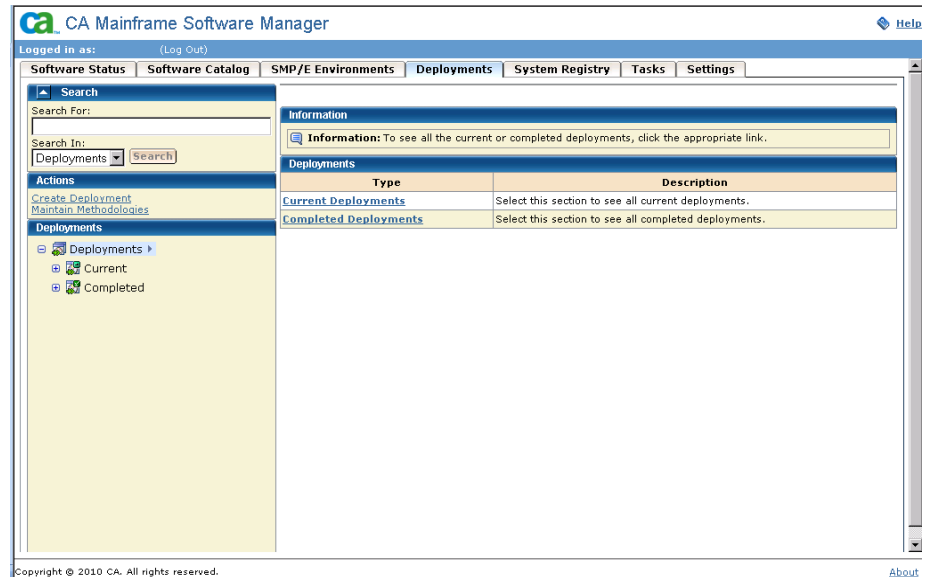 ca CA Mainframe Software Manager
Help
Logged in as: (Log Out)
Software Status Software Catalog SMP/E Environments Deployments System Registry Tasks Settings
Search
Search For:
Search In:
Deployments Search
Actions
Create Deployment
Maintain Methodologies
Deployments
Deployments
Current
Completed
Information
Information: To see all the current or completed deployments, click the appropriate link.
Deployments
Type Description
Current Deployments Select this section to see all current deployments.
Completed Deployments Select this section to see all completed deployments.
Copyright © 2010 CA. All rights reserved.
About